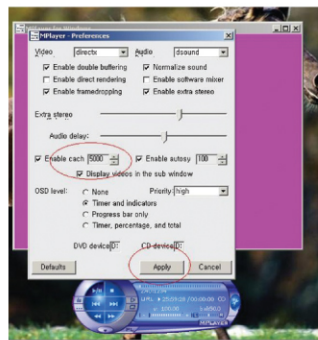 MPlayer for Windows
MPlayer - Preferences
Video directx Audio dsound
Enable double buffering Normalize sound
Enable direct rendering Enable software mixer
Enable framedropping Enable extra stereo
Extra stereo
Audio delay:
Enable cach 5000 Enable autosy 100
Display videos in the sub window
OSD level: None Priority: high
Timer and indicators
Progress bar only
Timer, percentage, and total
DVD device D: CD device D:
Defaults Apply Cancel
MPLAYER